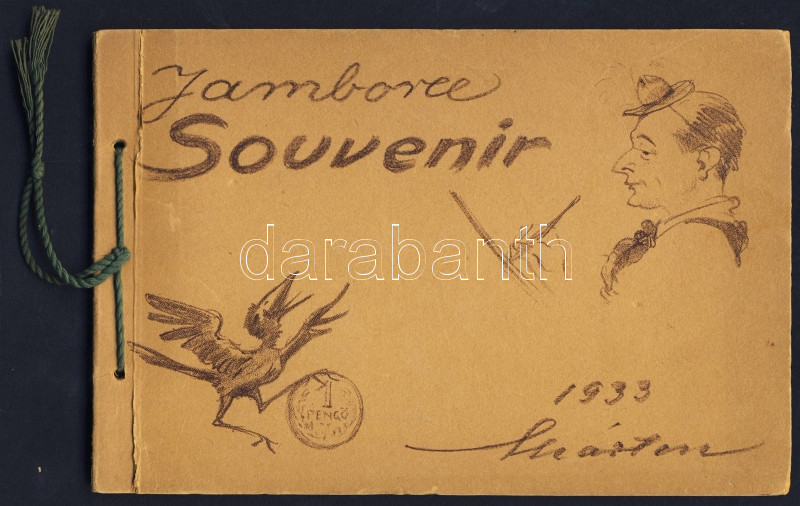 Jamboree
Souvenir
darabanth
1
PENGŐ
1933
Márton